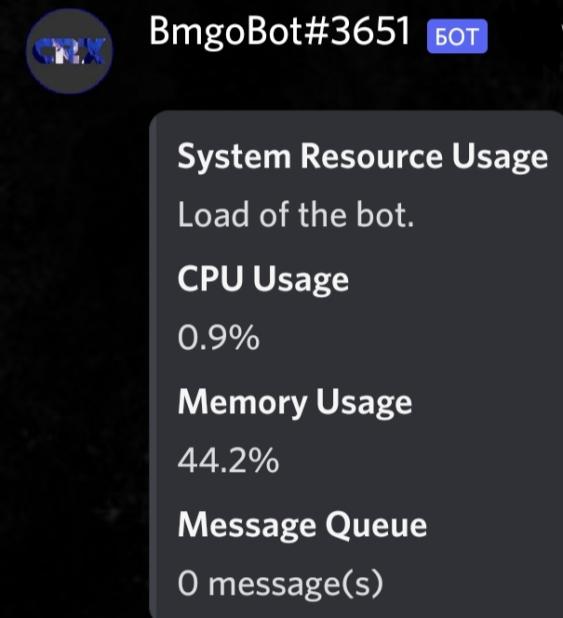 CRX
BmgoBot#3651 БОТ
System Resource Usage
Load of the bot.
CPU Usage
0.9%
Memory Usage
44.2%
Message Queue
0 message(s)